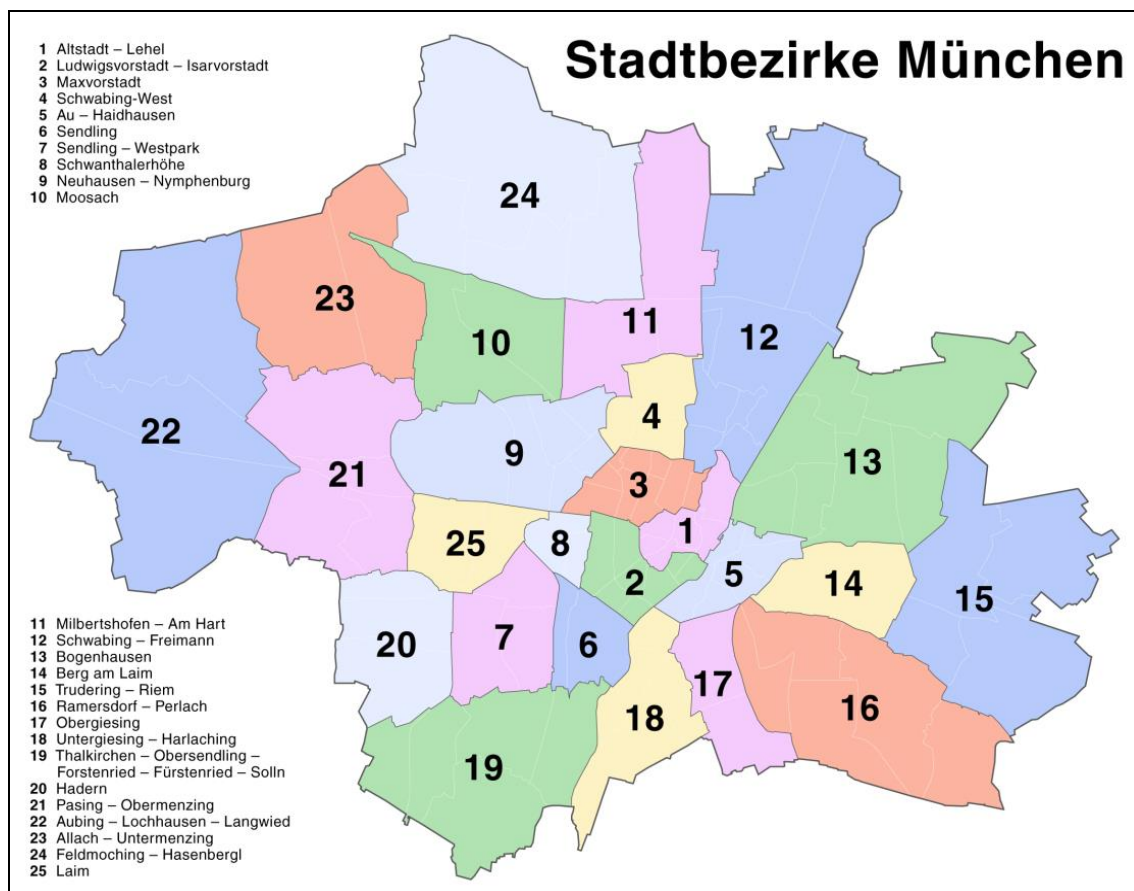 Stadtbezirke München
1 Altstadt – Lehel
2 Ludwigsvorstadt – Isarvorstadt
3 Maxvorstadt
4 Schwabing-West
5 Au – Haidhausen
6 Sendling
7 Sendling – Westpark
8 Schwanthalerhöhe
9 Neuhausen – Nymphenburg
10 Moosach
24
23
11
10
12
4
22
9
13
21
3
1
25
8
5
2
14
15
20
7
6
17
16
18
19
11 Milbertshofen – Am Hart
12 Schwabing – Freimann
13 Bogenhausen
14 Berg am Laim
15 Trudering – Riem
16 Ramersdorf – Perlach
17 Obergiesing
18 Untergiesing – Harlaching
19 Thalkirchen – Obersendling –
Forstenried – Fürstenried – Solln
20 Hadern
21 Pasing – Obermenzing
22 Aubing – Lochhausen – Langwied
23 Allach – Untermenzing
24 Feldmoching – Hasenbergl
25 Laim